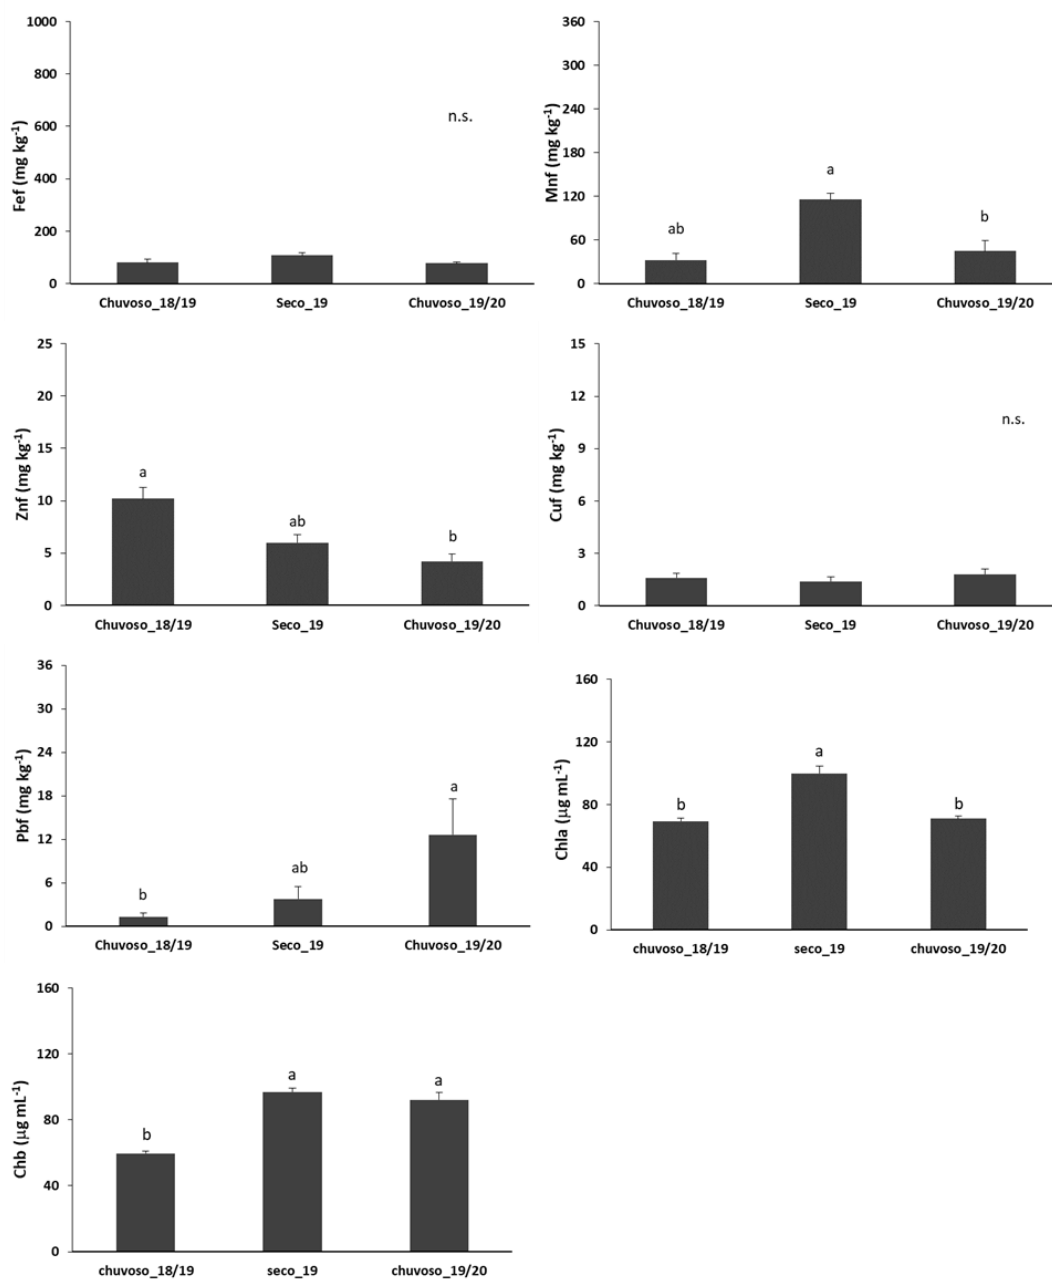 Fef (mg kg⁻¹)
1000
800
600
400
200
0
n.s.
Chuvoso_18/19 Seco_19 Chuvoso_19/20
Mnf (mg kg⁻¹)
360
300
240
180
120
60
0
ab a b
Chuvoso_18/19 Seco_19 Chuvoso_19/20
Znf (mg kg⁻¹)
25
20
15
10
5
0
a ab b
Chuvoso_18/19 Seco_19 Chuvoso_19/20
Cuf (mg kg⁻¹)
15
12
9
6
3
0
n.s.
Chuvoso_18/19 Seco_19 Chuvoso_19/20
Pbf (mg kg⁻¹)
36
30
24
18
12
6
0
b ab a
Chuvoso_18/19 Seco_19 Chuvoso_19/20
Chla (µg mL⁻¹)
160
120
80
40
0
b a b
chuvoso_18/19 seco_19 chuvoso_19/20
Chb (µg mL⁻¹)
160
120
80
40
0
b a a
chuvoso_18/19 seco_19 chuvoso_19/20